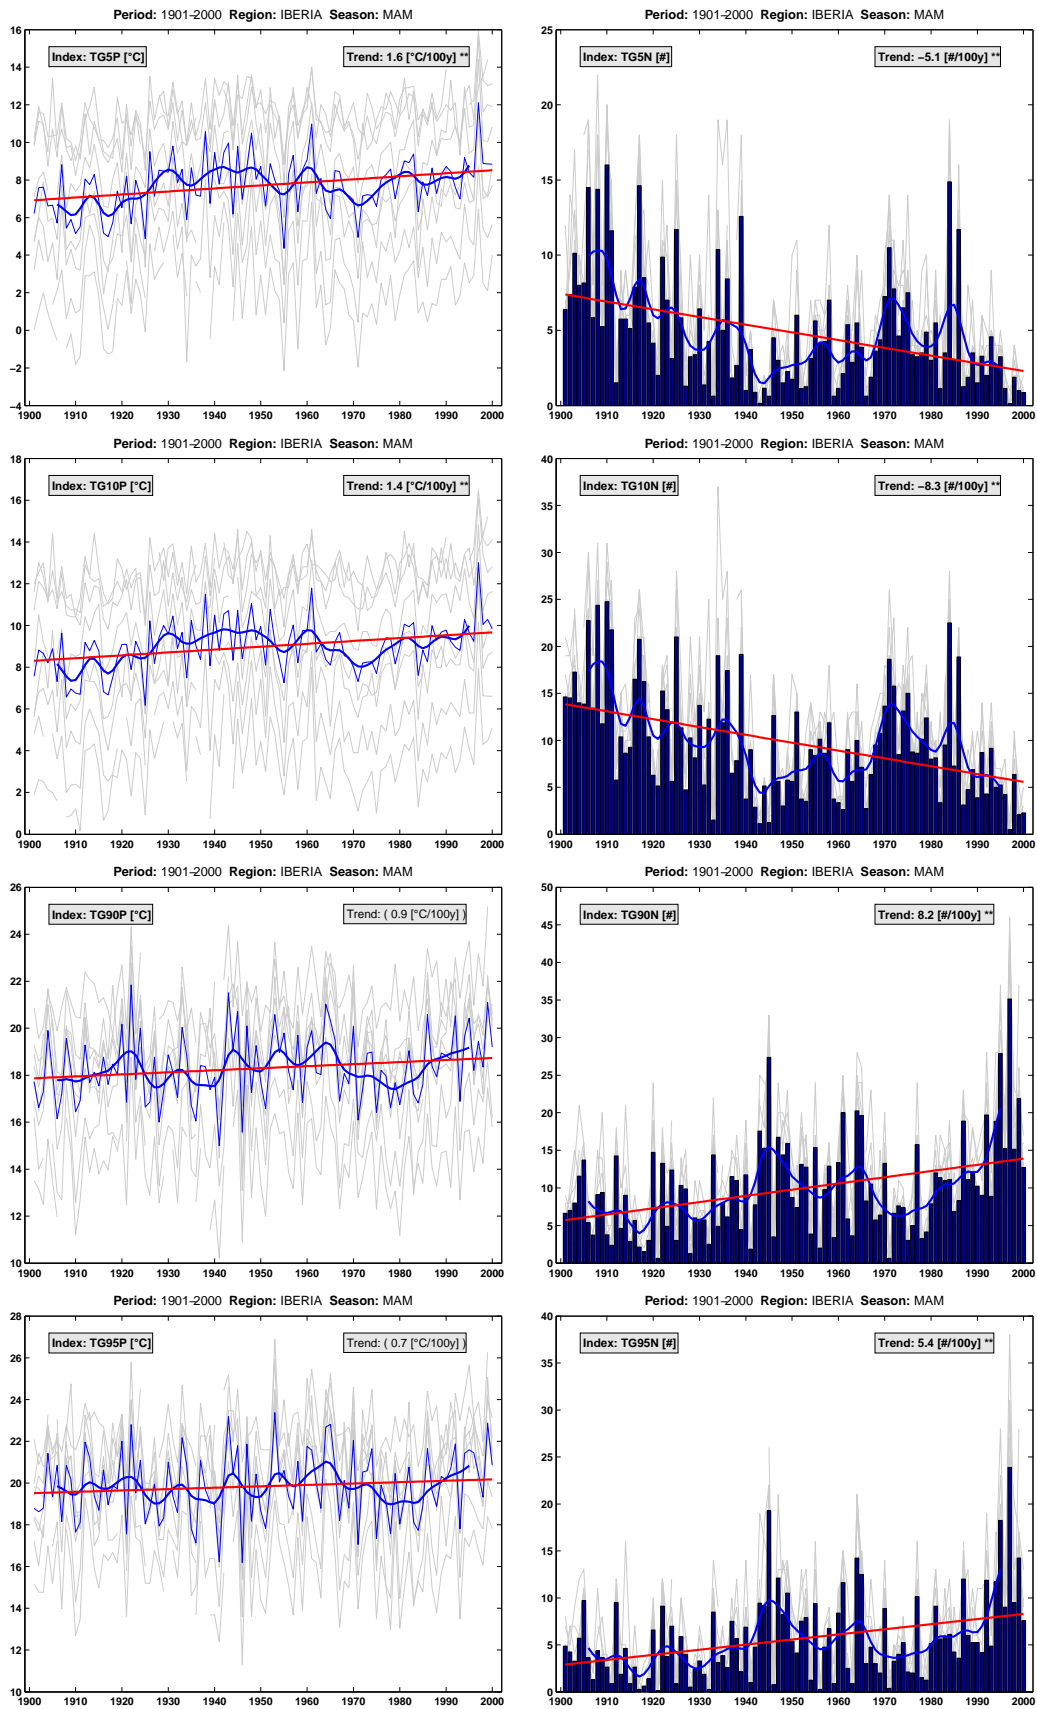 Period: 1901–2000 Region: IBERIA Season: MAM
Index: TG5P [°C]
Trend: 1.6 [°C/100y] **
16
14
12
10
8
6
4
2
0
−2
−4
1900 1910 1920 1930 1940 1950 1960 1970 1980 1990 2000
Period: 1901–2000 Region: IBERIA Season: MAM
Index: TG5N [#]
Trend: −5.1 [#/100y] **
25
20
15
10
5
0
1900 1910 1920 1930 1940 1950 1960 1970 1980 1990 2000
Period: 1901–2000 Region: IBERIA Season: MAM
Index: TG10P [°C]
Trend: 1.4 [°C/100y] **
18
16
14
12
10
8
6
4
2
0
1900 1910 1920 1930 1940 1950 1960 1970 1980 1990 2000
Period: 1901–2000 Region: IBERIA Season: MAM
Index: TG10N [#]
Trend: −8.3 [#/100y] **
40
35
30
25
20
15
10
5
0
1900 1910 1920 1930 1940 1950 1960 1970 1980 1990 2000
Period: 1901–2000 Region: IBERIA Season: MAM
Index: TG90P [°C]
Trend: ( 0.9 [°C/100y] )
26
24
22
20
18
16
14
12
10
1900 1910 1920 1930 1940 1950 1960 1970 1980 1990 2000
Period: 1901–2000 Region: IBERIA Season: MAM
Index: TG90N [#]
Trend: 8.2 [#/100y] **
50
45
40
35
30
25
20
15
10
5
0
1900 1910 1920 1930 1940 1950 1960 1970 1980 1990 2000
Period: 1901–2000 Region: IBERIA Season: MAM
Index: TG95P [°C]
Trend: ( 0.7 [°C/100y] )
28
26
24
22
20
18
16
14
12
10
1900 1910 1920 1930 1940 1950 1960 1970 1980 1990 2000
Period: 1901–2000 Region: IBERIA Season: MAM
Index: TG95N [#]
Trend: 5.4 [#/100y] **
40
35
30
25
20
15
10
5
0
1900 1910 1920 1930 1940 1950 1960 1970 1980 1990 2000